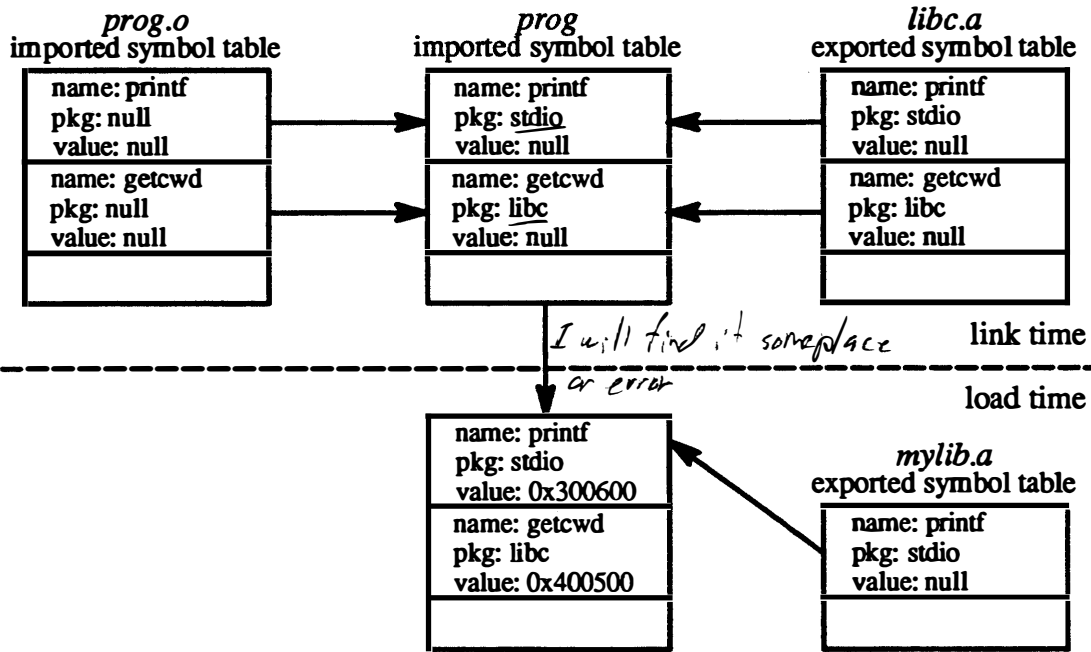 prog.o
imported symbol table
name: printf
pkg: null
value: null
name: getcwd
pkg: null
value: null
prog
imported symbol table
name: printf
pkg: stdio
value: null
name: getcwd
pkg: libc
value: null
libc.a
exported symbol table
name: printf
pkg: stdio
value: null
name: getcwd
pkg: libc
value: null
I will find it someplace
or error
link time
load time
name: printf
pkg: stdio
value: 0x300600
name: getcwd
pkg: libc
value: 0x400500
mylib.a
exported symbol table
name: printf
pkg: stdio
value: null